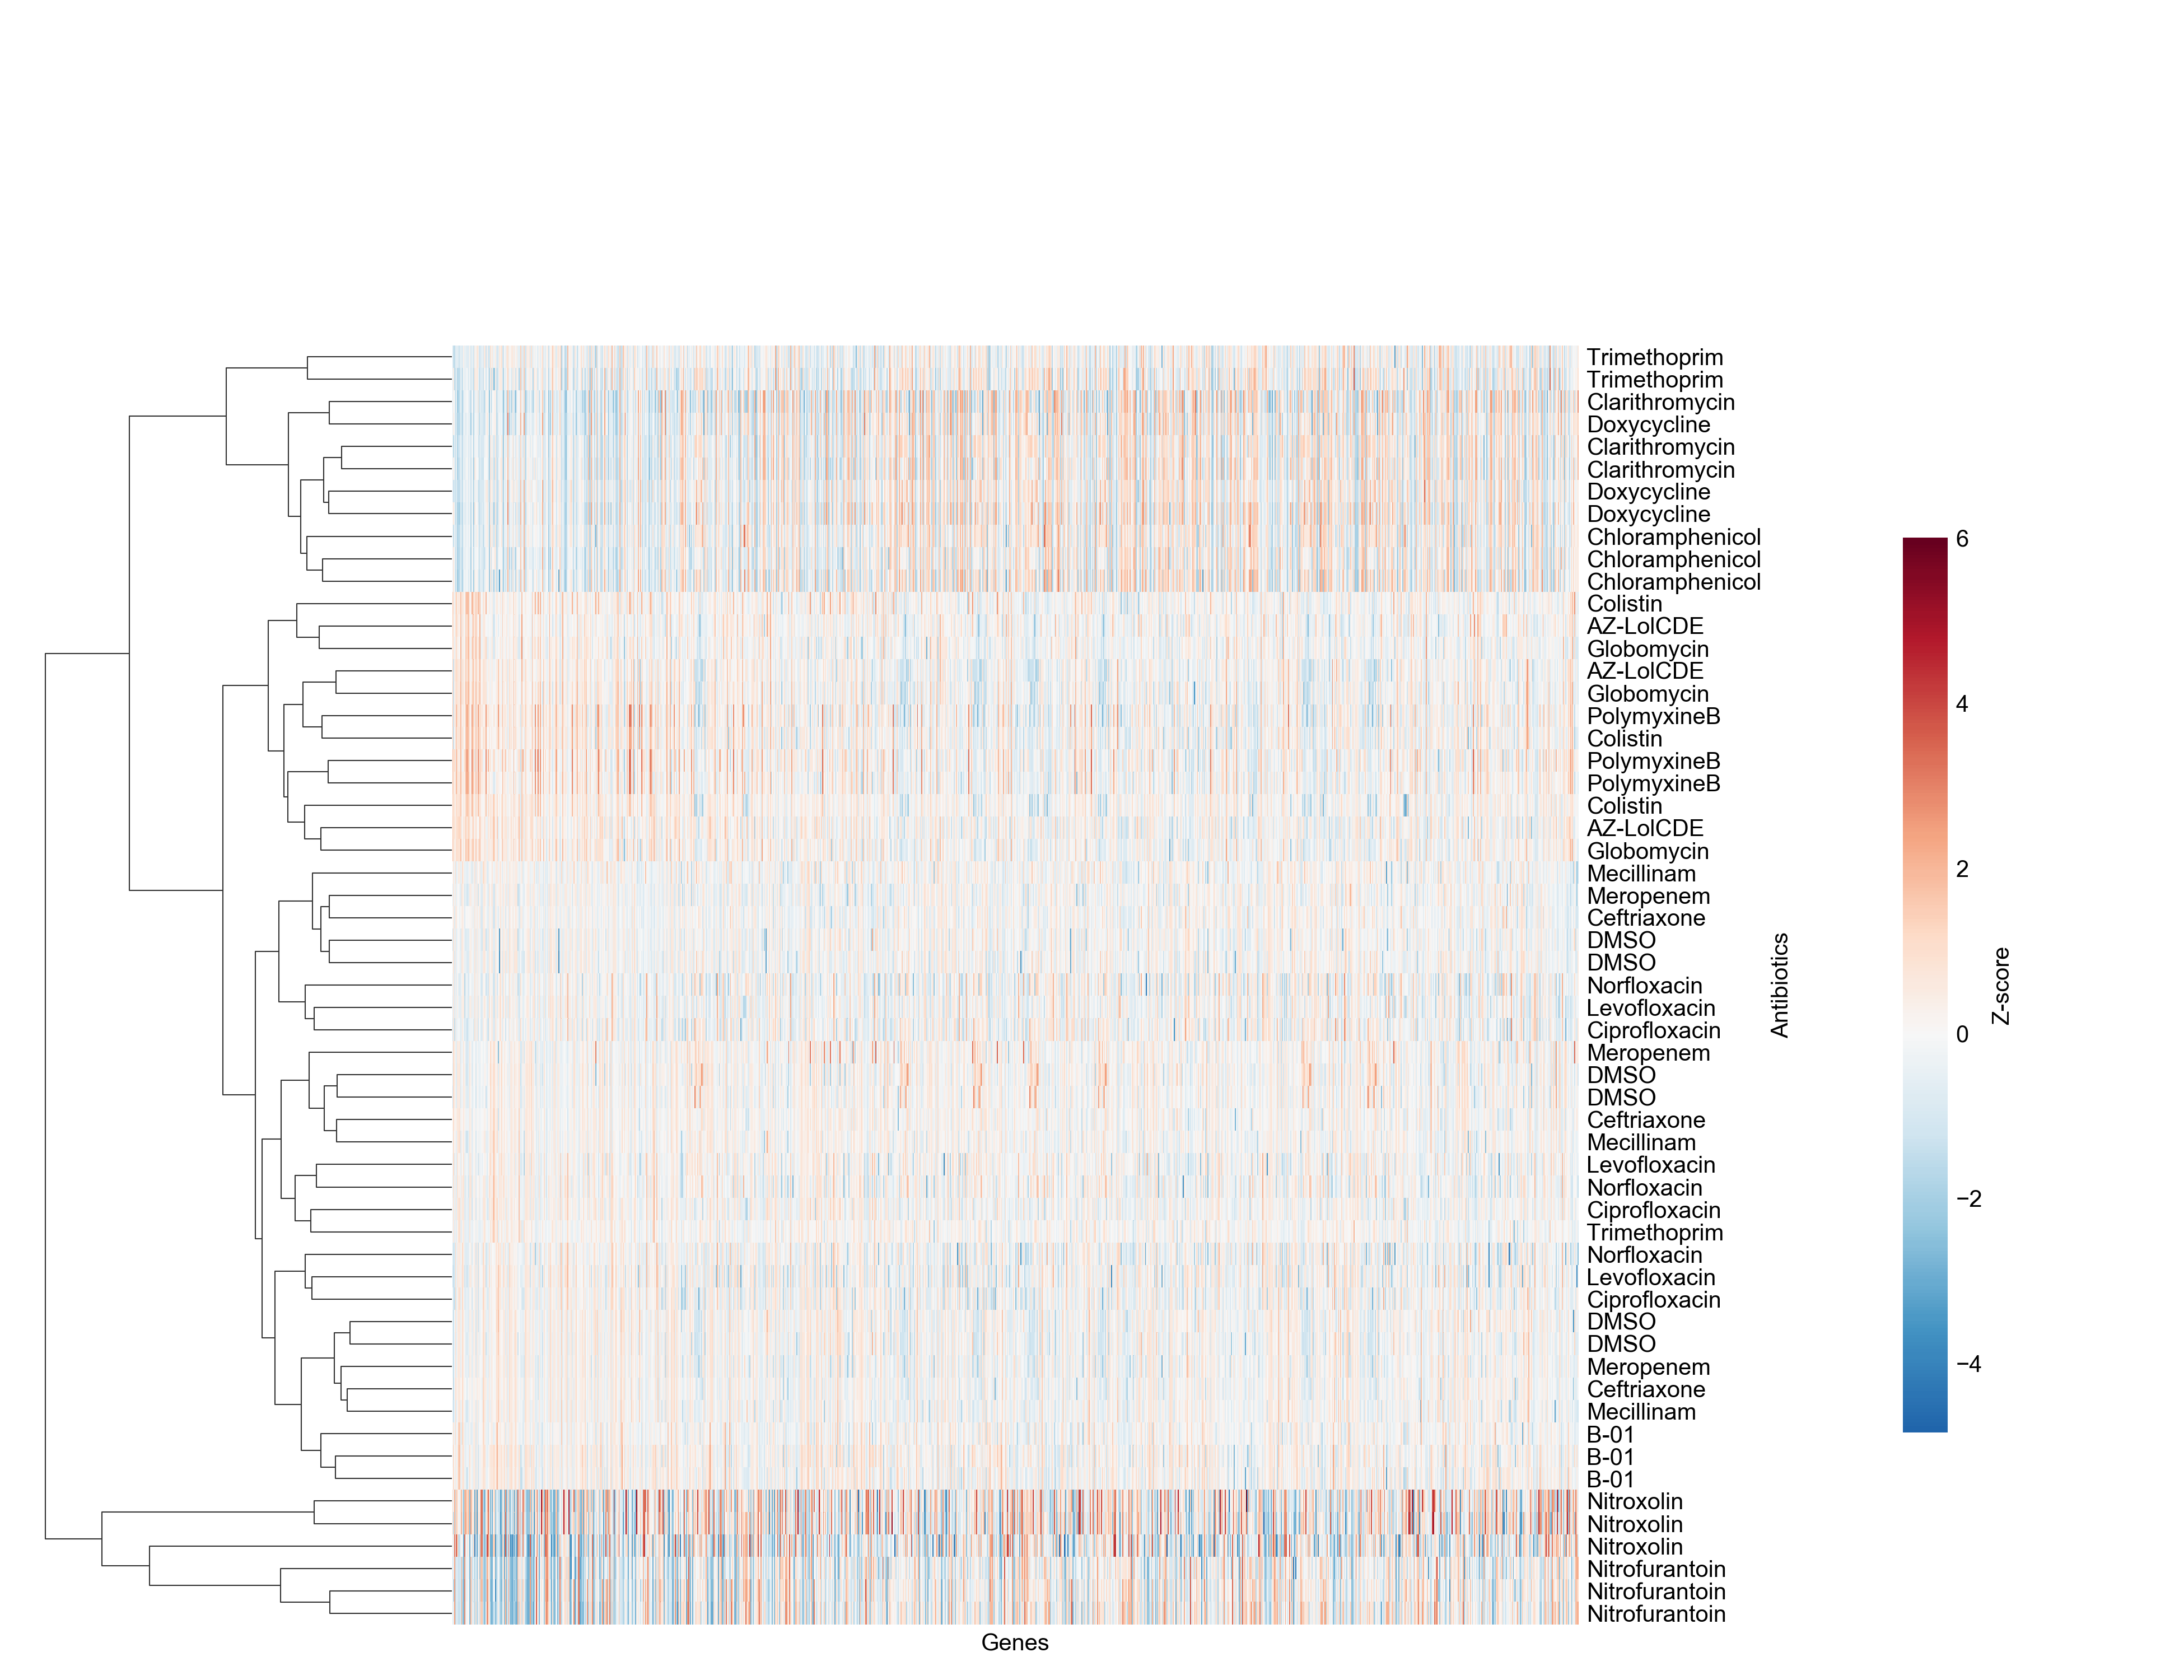 Trimethoprim
Trimethoprim
Clarithromycin
Doxycycline
Clarithromycin
Clarithromycin
Doxycycline
Doxycycline
Chloramphenicol
Chloramphenicol
Chloramphenicol
Colistin
AZ-LolCDE
Globomycin
AZ-LolCDE
Globomycin
PolymyxineB
Colistin
PolymyxineB
PolymyxineB
Colistin
AZ-LolCDE
Globomycin
Mecillinam
Meropenem
Ceftriaxone
DMSO
DMSO
Norfloxacin
Levofloxacin
Ciprofloxacin
Meropenem
DMSO
DMSO
Ceftriaxone
Mecillinam
Levofloxacin
Norfloxacin
Ciprofloxacin
Trimethoprim
Norfloxacin
Levofloxacin
Ciprofloxacin
DMSO
DMSO
Meropenem
Ceftriaxone
Mecillinam
B-01
B-01
B-01
Nitroxolin
Nitroxolin
Nitroxolin
Nitrofurantoin
Nitrofurantoin
Nitrofurantoin
Genes
Antibiotics
6
4
2
0
−2
−4
Z-score